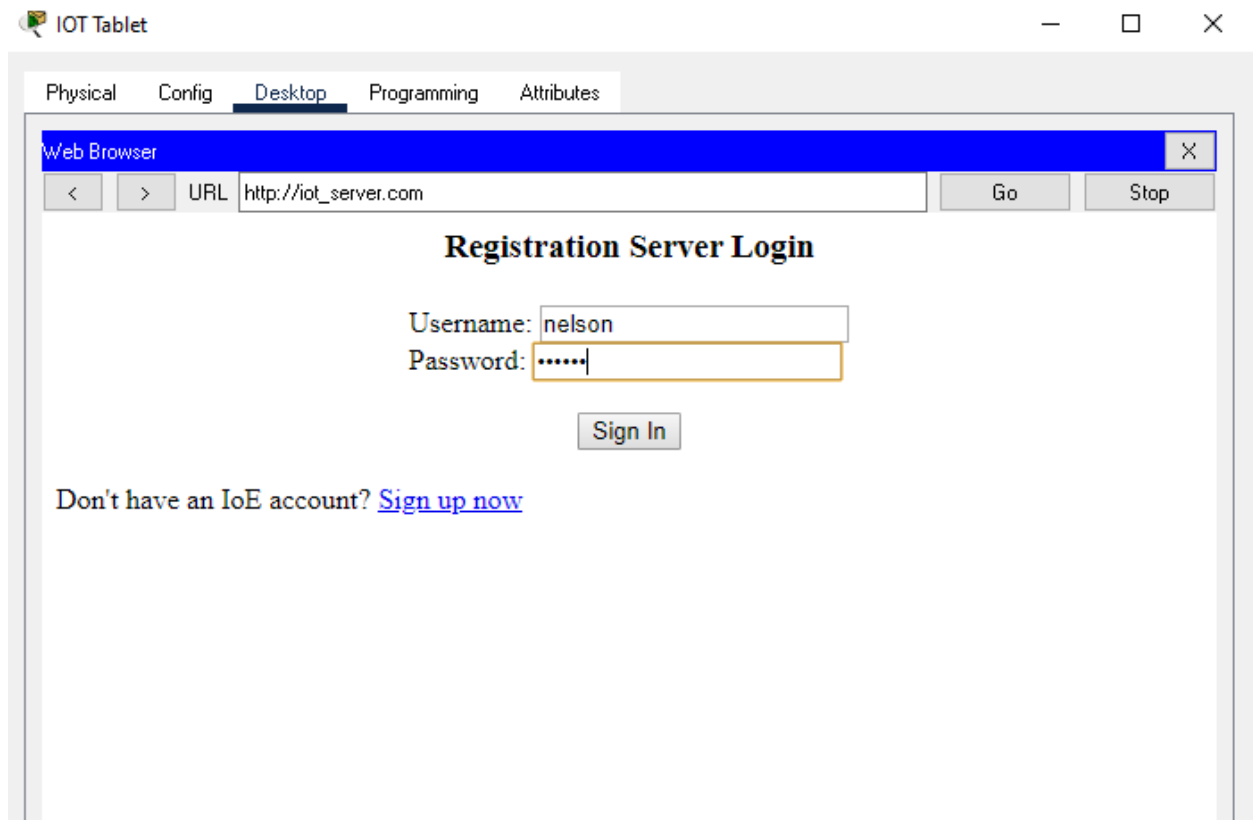 IOT Tablet
Physical Config Desktop Programming Attributes
Web Browser X
< > URL http://iot_server.com Go Stop
Registration Server Login
Username: nelson
Password: ••••••
Sign In
Don't have an IoE account? Sign up now